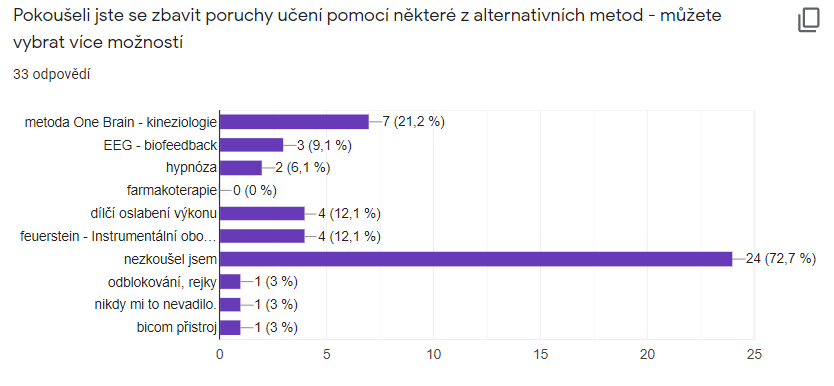 Pokoušeli jste se zbavit poruchy učení pomocí některé z alternativních metod - můžete
vybrat více možností
33 odpovědí
metoda One Brain - kineziologie 7 (21,2 %)
EEG - biofeedback 3 (9,1 %)
hypnóza 2 (6,1 %)
farmakoterapie 0 (0 %)
dílčí oslabení výkonu 4 (12,1 %)
feuerstein - Instrumentální obo… 4 (12,1 %)
nezkoušel jsem 24 (72,7 %)
odblokování, rejky 1 (3 %)
nikdy mi to nevadilo. 1 (3 %)
bicom přistroj 1 (3 %)
0 5 10 15 20 25